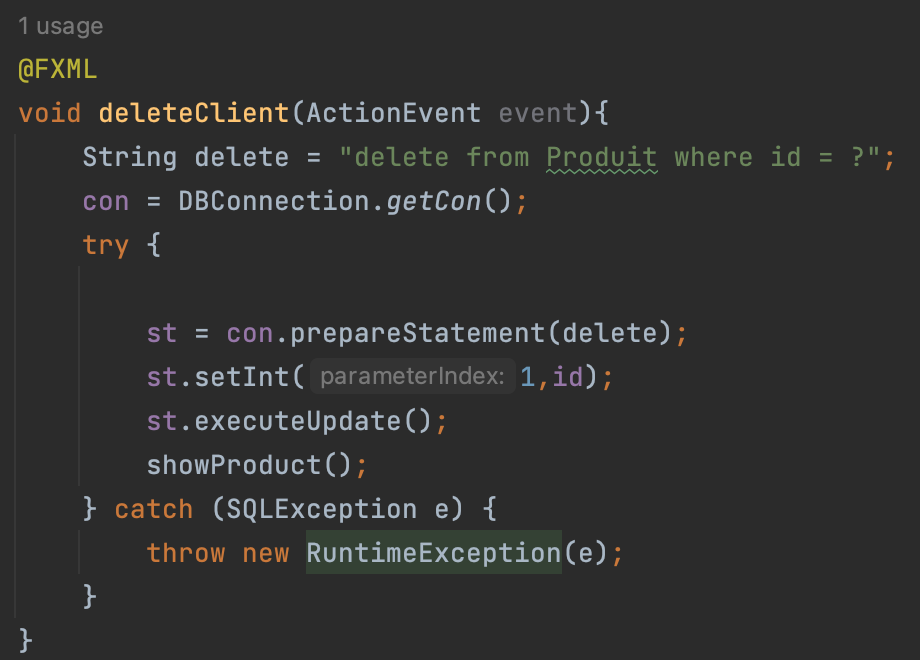 1 usage
@FXML
void deleteClient(ActionEvent event){
String delete = "delete from Produit where id = ?";
con = DBConnection.getCon();
try {
st = con.prepareStatement(delete);
st.setInt( parameterIndex: 1,id);
st.executeUpdate();
showProduct();
} catch (SQLException e) {
throw new RuntimeException(e);
}
}